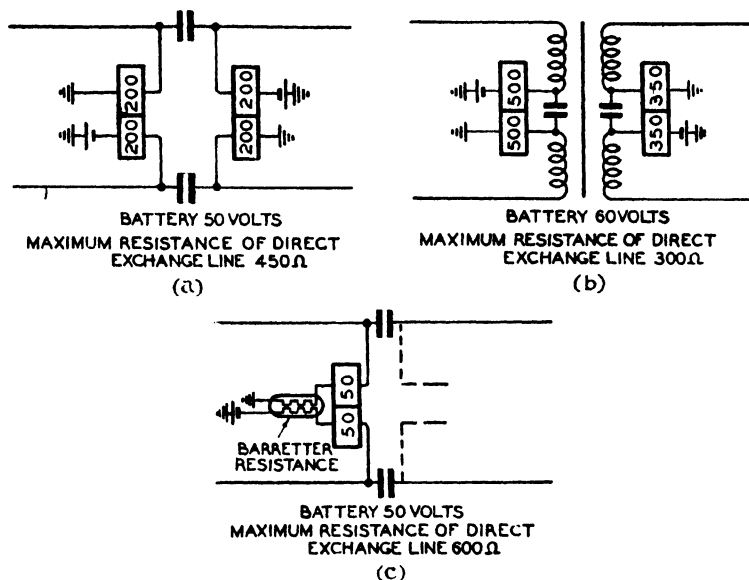 200
200
200
200
BATTERY 50 VOLTS
MAXIMUM RESISTANCE OF DIRECT
EXCHANGE LINE 450Ω
(a)
500
500
350
350
BATTERY 60 VOLTS
MAXIMUM RESISTANCE OF DIRECT
EXCHANGE LINE 300Ω
(b)
50
50
BARRETTER
RESISTANCE
BATTERY 50 VOLTS
MAXIMUM RESISTANCE OF DIRECT
EXCHANGE LINE 600Ω
(c)